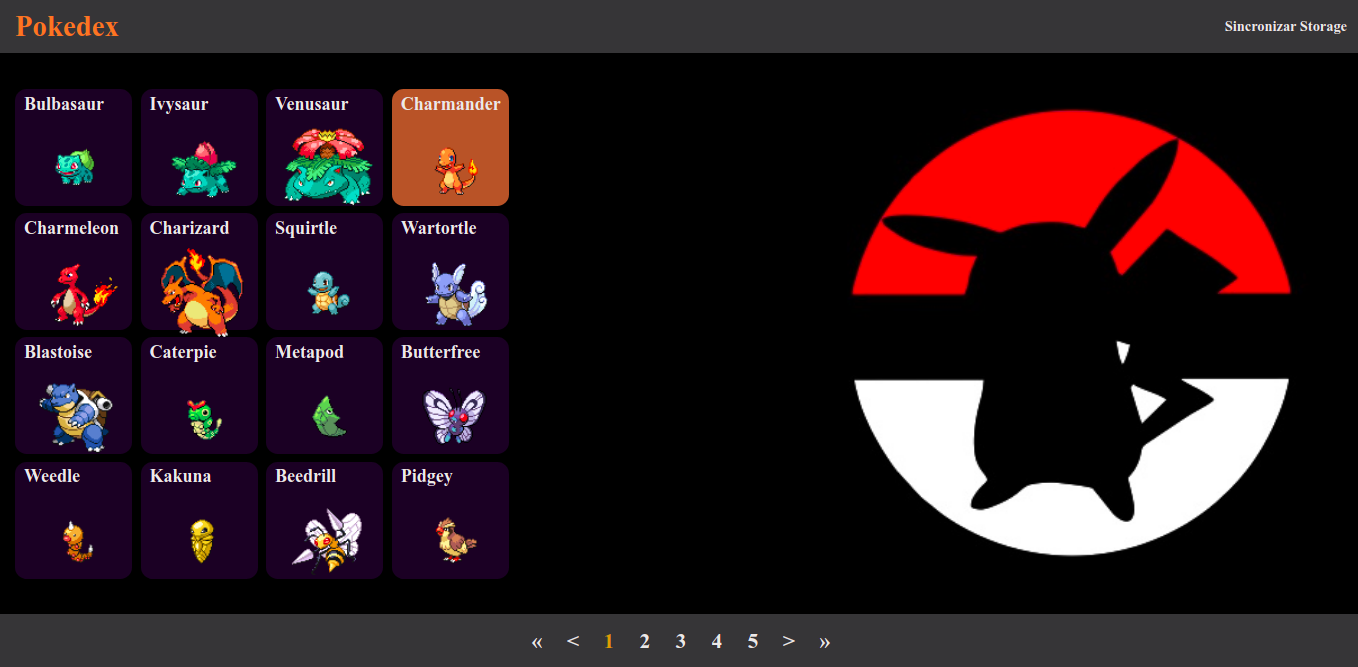 Pokedex
Sincronizar Storage
Bulbasaur
Ivysaur
Venusaur
Charmander
Charmeleon
Charizard
Squirtle
Wartortle
Blastoise
Caterpie
Metapod
Butterfree
Weedle
Kakuna
Beedrill
Pidgey
« < 1 2 3 4 5 > »